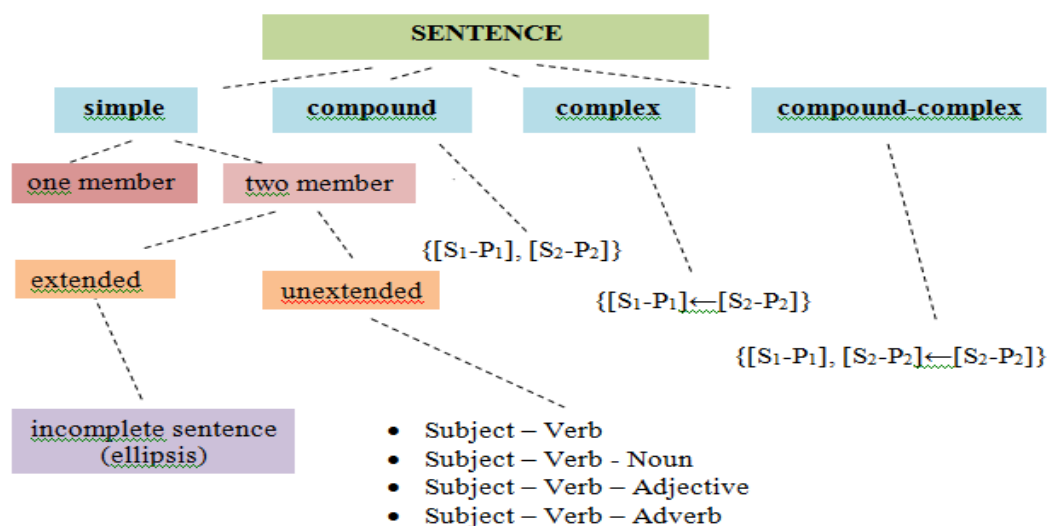 SENTENCE
simple
compound
complex
compound-complex
one member
two member
{[S₁-P₁], [S₂-P₂]}
extended
unextended
{[S₁-P₁]←[S₂-P₂]}
{[S₁-P₁], [S₂-P₂]←[S₂-P₂]}
incomplete sentence
(ellipsis)
• Subject – Verb
• Subject – Verb - Noun
• Subject – Verb – Adjective
• Subject – Verb – Adverb